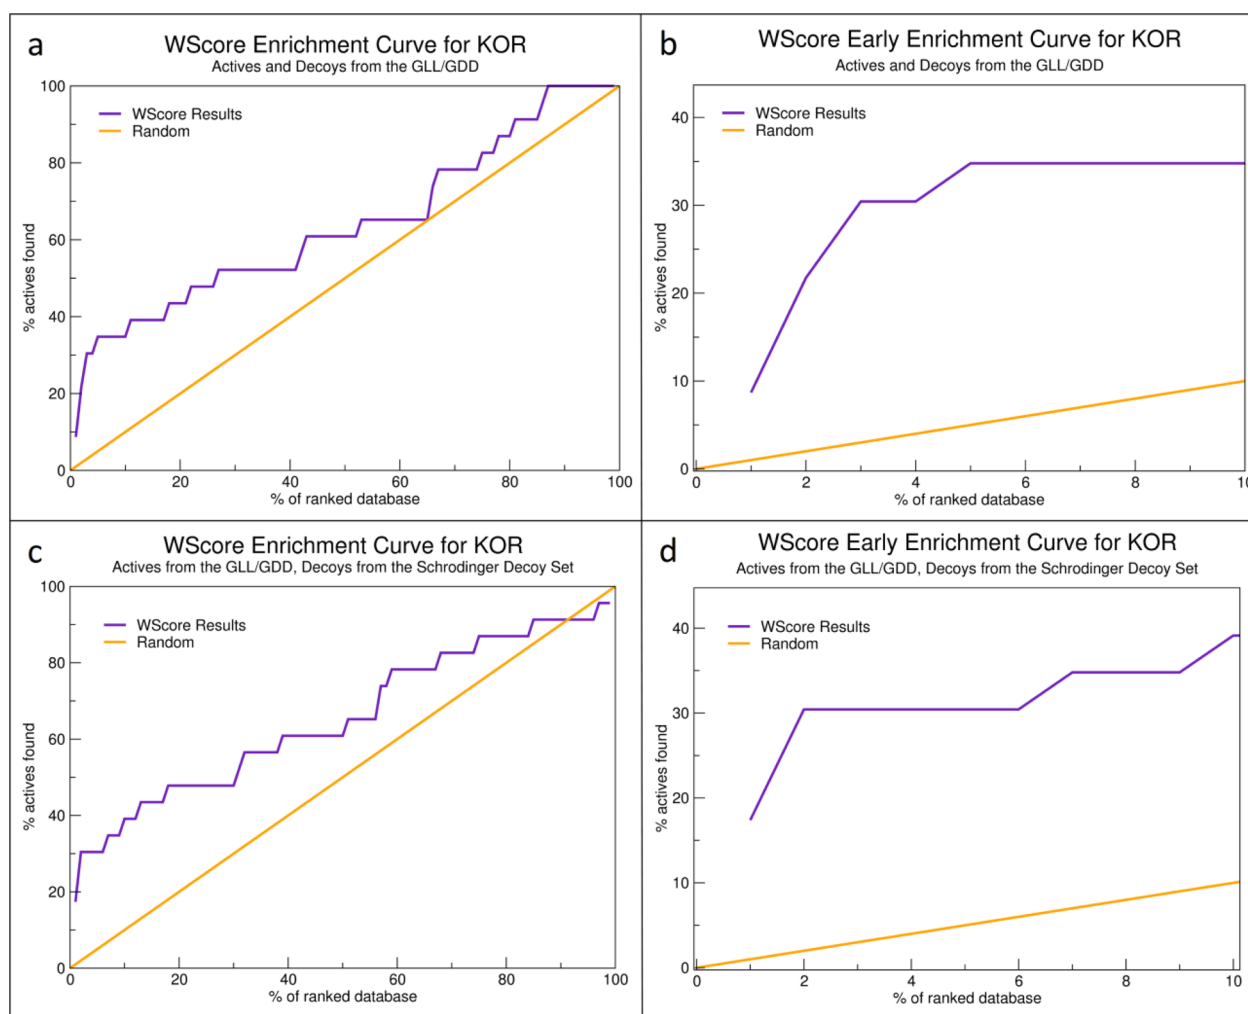 a
WScore Enrichment Curve for KOR
Actives and Decoys from the GLL/GDD
100
80
60
40
20
0
% actives found
WScore Results
Random
0 20 40 60 80 100
% of ranked database
b
WScore Early Enrichment Curve for KOR
Actives and Decoys from the GLL/GDD
40
30
20
10
0
% actives found
WScore Results
Random
0 2 4 6 8 10
% of ranked database
c
WScore Enrichment Curve for KOR
Actives from the GLL/GDD, Decoys from the Schrodinger Decoy Set
100
80
60
40
20
0
% actives found
WScore Results
Random
0 20 40 60 80 100
% of ranked database
d
WScore Early Enrichment Curve for KOR
Actives from the GLL/GDD, Decoys from the Schrodinger Decoy Set
40
30
20
10
0
% actives found
WScore Results
Random
0 2 4 6 8 10
% of ranked database